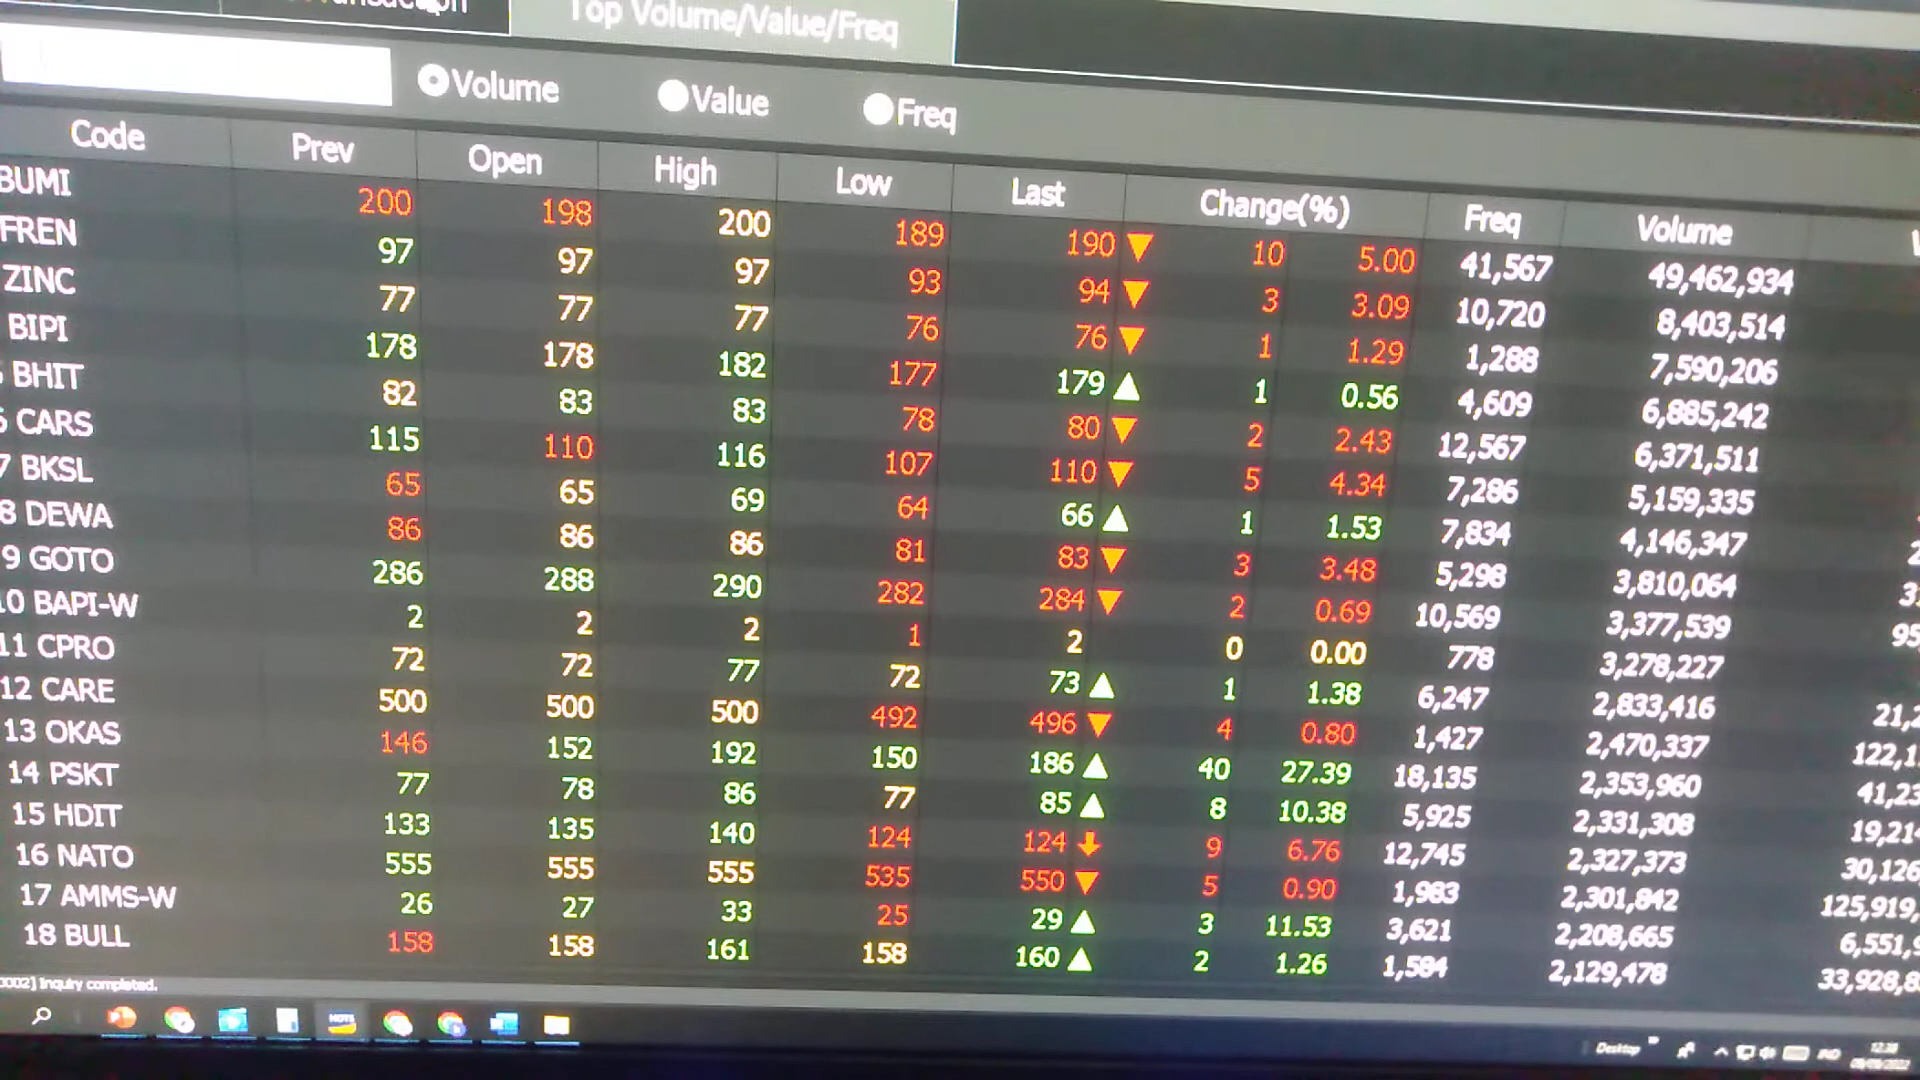 Top Volume/Value/Freq
Volume Value Freq
Code Prev Open High Low Last Change(%) Freq Volume
BUMI 200 198 200 189 190 10 5.00 41,567 49,462,934
FREN 97 97 97 93 94 3 3.09 10,720 8,403,514
ZINC 77 77 77 76 76 1 1.29 1,288 7,590,206
BIPI 178 178 182 177 179 1 0.56 4,609 6,885,242
BHIT 82 83 83 78 80 2 2.43 12,567 6,371,511
CARS 115 110 116 107 110 5 4.34 7,286 5,159,335
7 BKSL 65 65 69 64 66 1 1.53 7,834 4,146,347
8 DEWA 86 86 86 81 83 3 3.48 5,298 3,810,064
9 GOTO 286 288 290 282 284 2 0.69 10,569 3,377,539
10 BAPI-W 2 2 2 1 2 0 0.00 778 3,278,227
11 CPRO 72 72 77 72 73 1 1.38 6,247 2,833,416
12 CARE 500 500 500 492 496 4 0.80 1,427 2,470,337
13 OKAS 146 152 192 150 186 40 27.39 18,135 2,353,960
14 PSKT 77 78 86 77 85 8 10.38 5,925 2,331,308
15 HDIT 133 135 140 124 124 9 6.76 12,745 2,327,373
16 NATO 555 555 555 535 550 5 0.90 1,983 2,301,842
17 AMMS-W 26 27 33 25 29 3 11.53 3,621 2,208,665
18 BULL 158 158 161 158 160 2 1.26 1,584 2,129,478
0002] Inquiry completed.
HOTS
Desktop
12:38